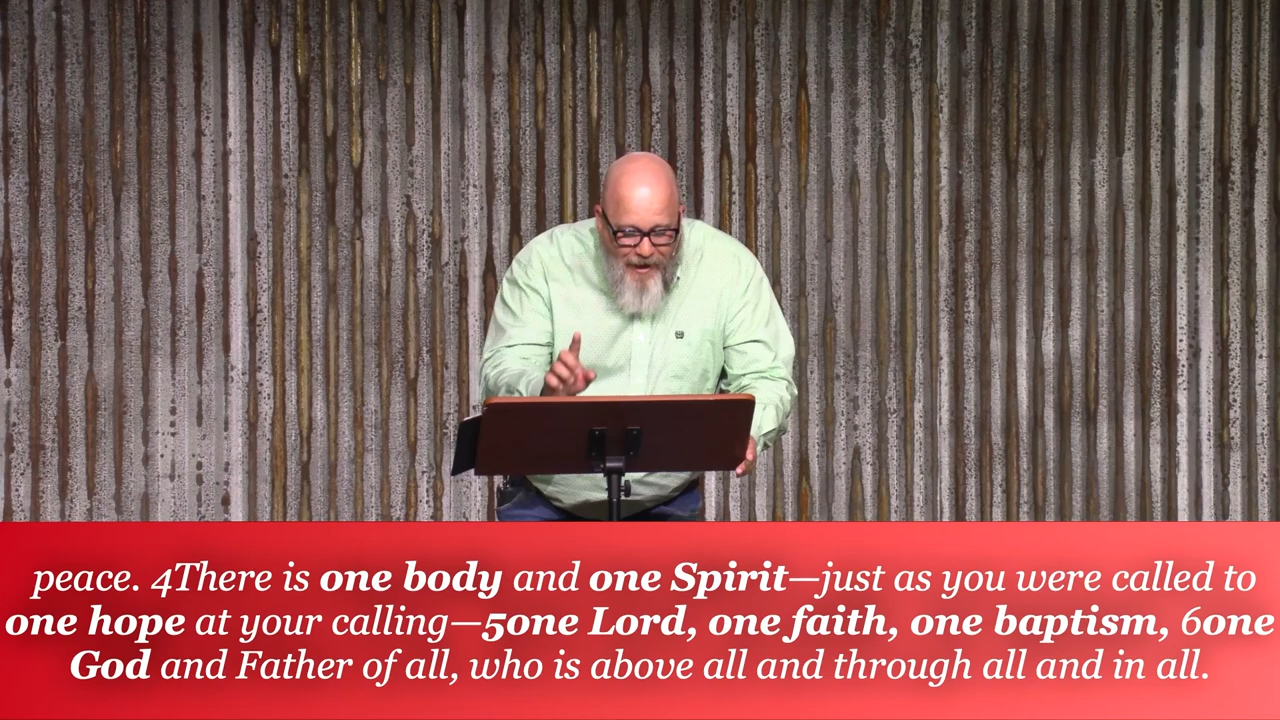 peace. 4There is one body and one Spirit—just as you were called to
one hope at your calling—5one Lord, one faith, one baptism, 6one
God and Father of all, who is above all and through all and in all.